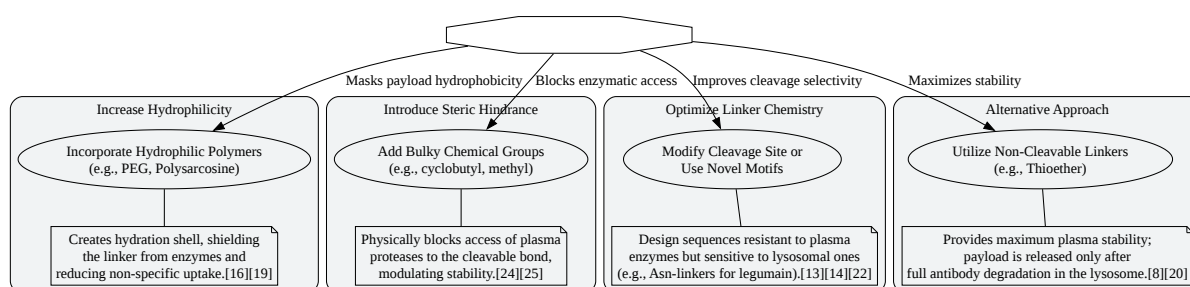 Masks payload hydrophobicity
Blocks enzymatic access
Improves cleavage selectivity
Maximizes stability
Increase Hydrophilicity
Incorporate Hydrophilic Polymers
(e.g., PEG, Polysarcosine)
Creates hydration shell, shielding
the linker from enzymes and
reducing non-specific uptake.[16][19]
Introduce Steric Hindrance
Add Bulky Chemical Groups
(e.g., cyclobutyl, methyl)
Physically blocks access of plasma
proteases to the cleavable bond,
modulating stability.[24][25]
Optimize Linker Chemistry
Modify Cleavage Site or
Use Novel Motifs
Design sequences resistant to plasma
enzymes but sensitive to lysosomal ones
(e.g., Asn-linkers for legumain).[13][14][22]
Alternative Approach
Utilize Non-Cleavable Linkers
(e.g., Thioether)
Provides maximum plasma stability;
payload is released only after
full antibody degradation in the lysosome.[8][20]